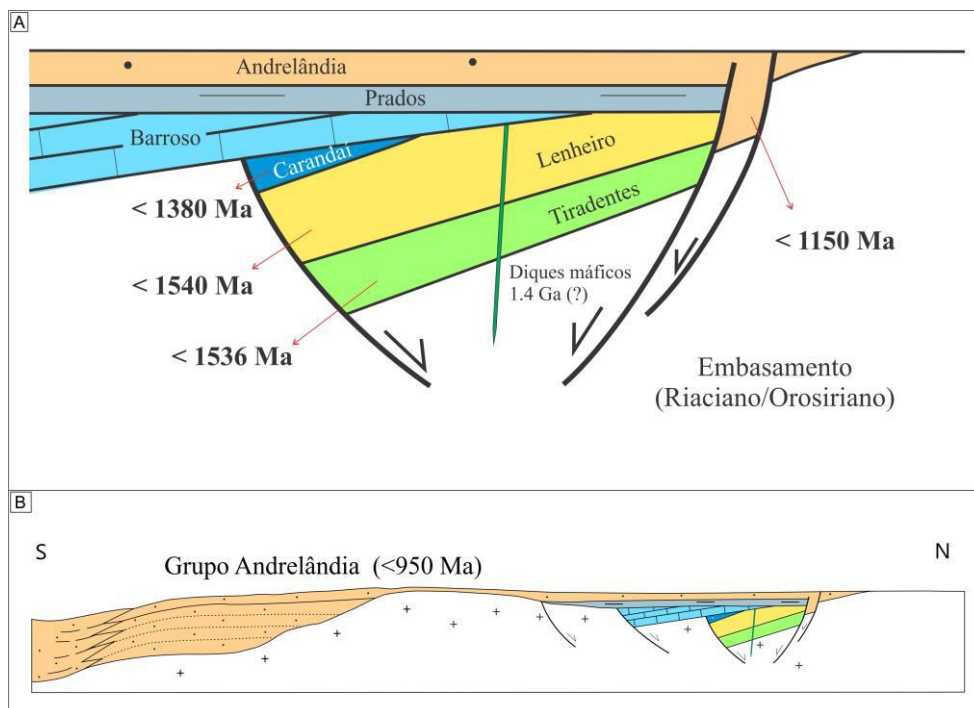 A
Andrelândia
Prados
Barroso
Carandaí
Lenheiro
Tiradentes
< 1380 Ma
< 1150 Ma
< 1540 Ma
Diques máficos
1.4 Ga (?)
< 1536 Ma
Embasamento
(Riaciano/Orosiriano)
B
S
N
Grupo Andrelândia (<950 Ma)